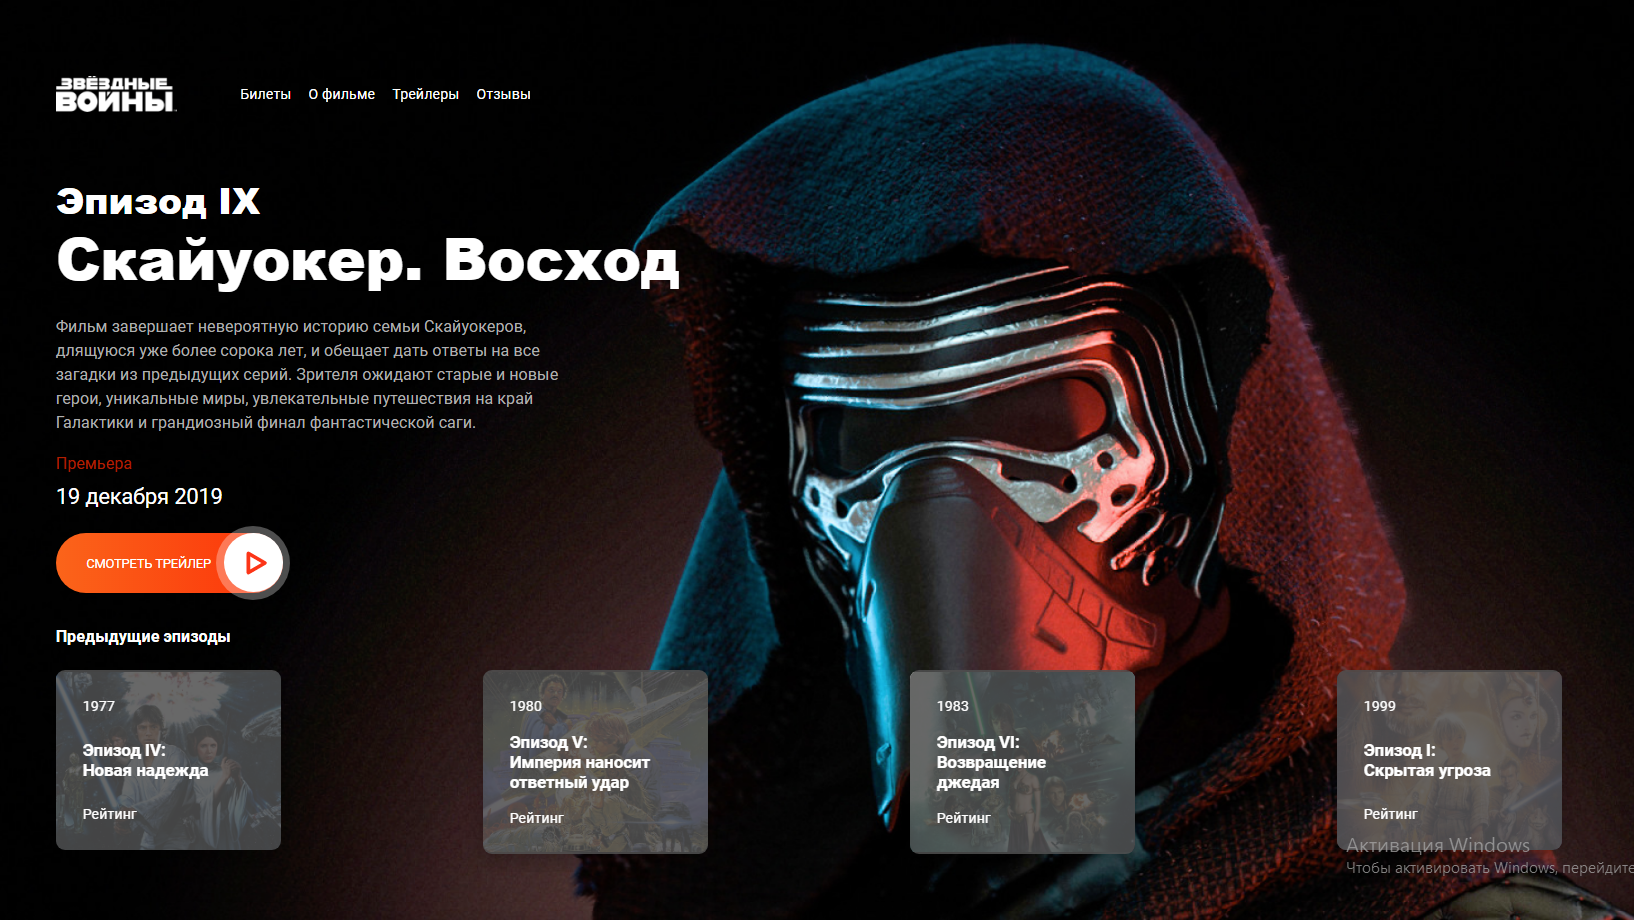 ЗВЁЗДНЫЕ
ВОЙНЫ
Билеты О фильме Трейлеры Отзывы
Эпизод IX
Скайуокер. Восход
Фильм завершает невероятную историю семьи Скайуокеров,
длящуюся уже более сорока лет, и обещает дать ответы на все
загадки из предыдущих серий. Зрителя ожидают старые и новые
герои, уникальные миры, увлекательные путешествия на край
Галактики и грандиозный финал фантастической саги.
Премьера
19 декабря 2019
СМОТРЕТЬ ТРЕЙЛЕР
Предыдущие эпизоды
1977
Эпизод IV:
Новая надежда
Рейтинг
1980
Эпизод V:
Империя наносит
ответный удар
Рейтинг
1983
Эпизод VI:
Возвращение
джедая
Рейтинг
1999
Эпизод I:
Скрытая угроза
Рейтинг
Активация Windows
Чтобы активировать Windows, перейдите